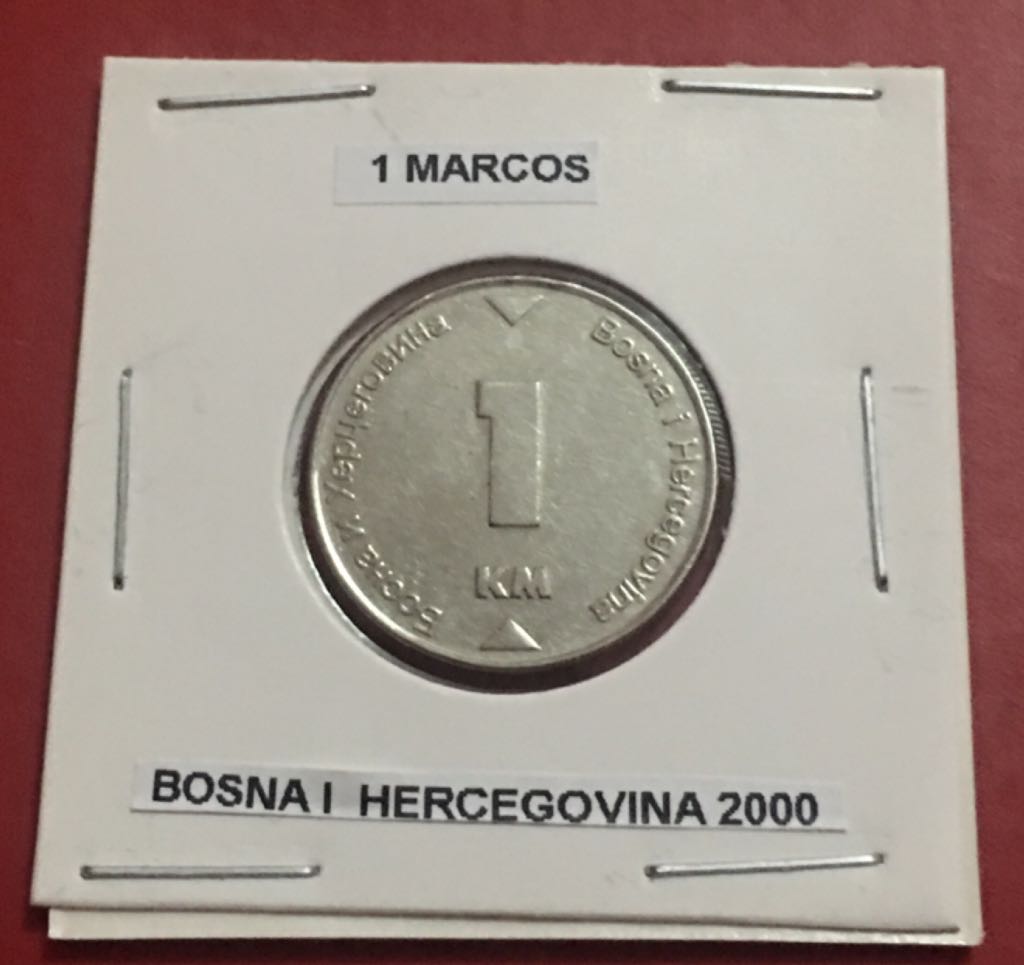 1 MARCOS
Босна и Херцеговина
Bosna i Hercegovina
1
KM
BOSNA I HERCEGOVINA 2000